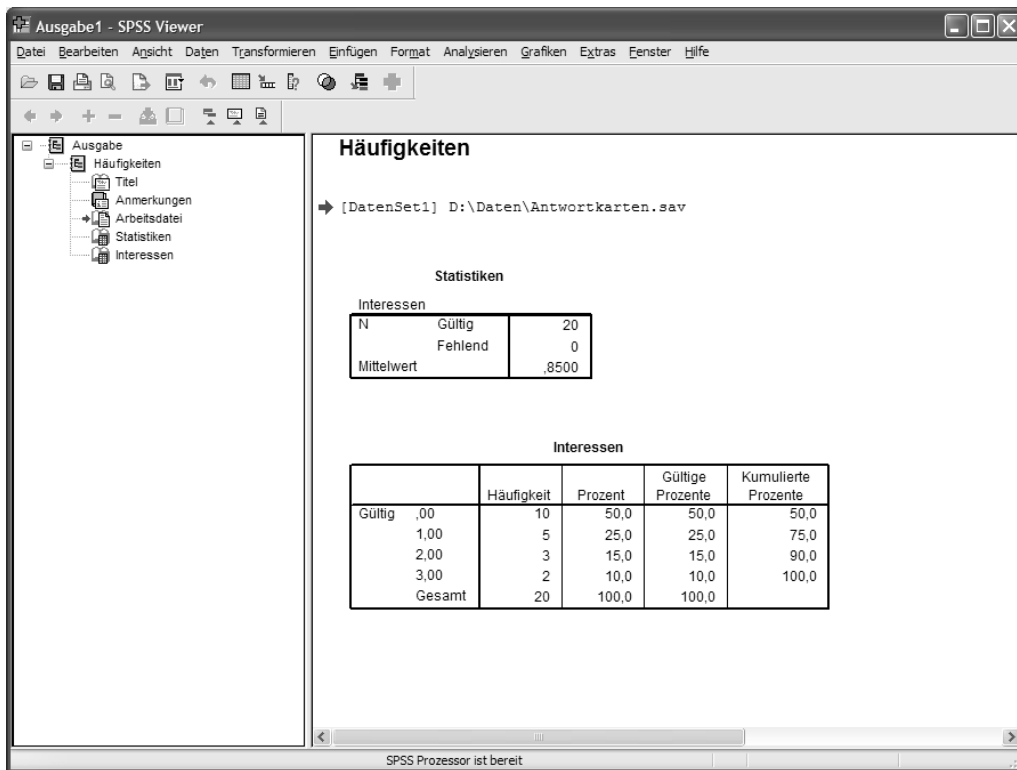 Ausgabe1 - SPSS Viewer
Datei Bearbeiten Ansicht Daten Transformieren Einfügen Format Analysieren Grafiken Extras Fenster Hilfe
Ausgabe
Häufigkeiten
Titel
Anmerkungen
Arbeitsdatei
Statistiken
Interessen
Häufigkeiten
[DatenSet1] D:\Daten\Antwortkarten.sav
Statistiken
Interessen
N Gültig 20
Fehlend 0
Mittelwert ,8500
Interessen
Häufigkeit Prozent Gültige Prozente Kumulierte Prozente
Gültig ,00 10 50,0 50,0 50,0
1,00 5 25,0 25,0 75,0
2,00 3 15,0 15,0 90,0
3,00 2 10,0 10,0 100,0
Gesamt 20 100,0 100,0
SPSS Prozessor ist bereit